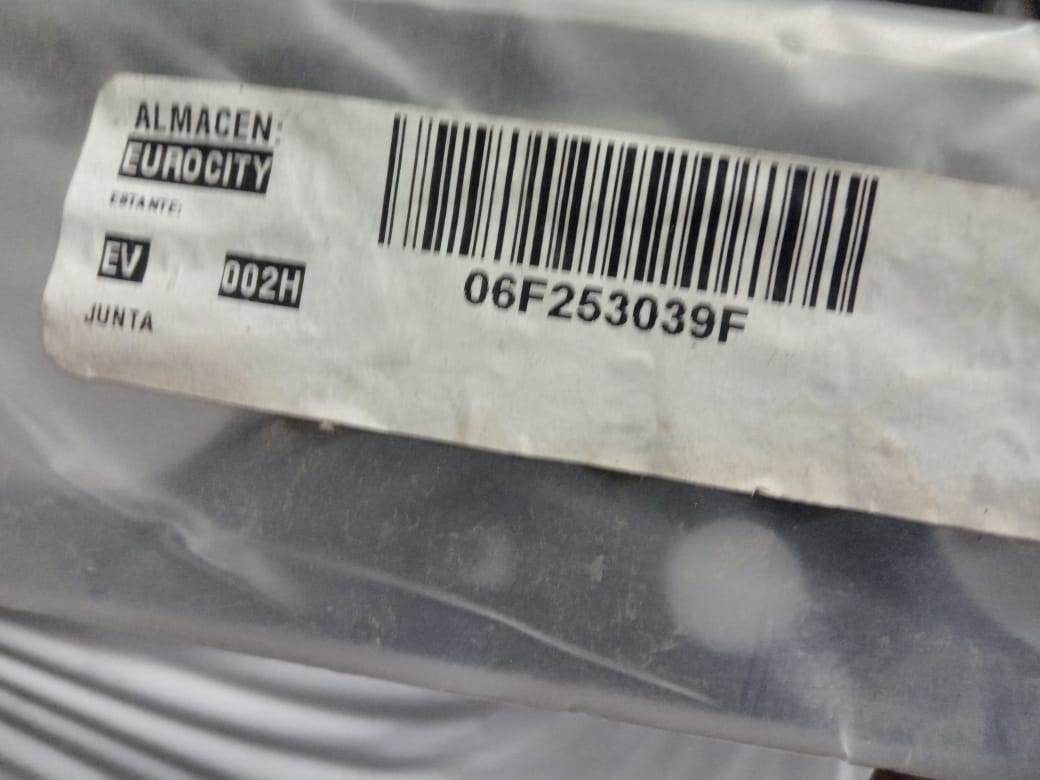 ALMACEN:
EUROCITY
ESTANTE:
EV 002H
JUNTA
06F253039F